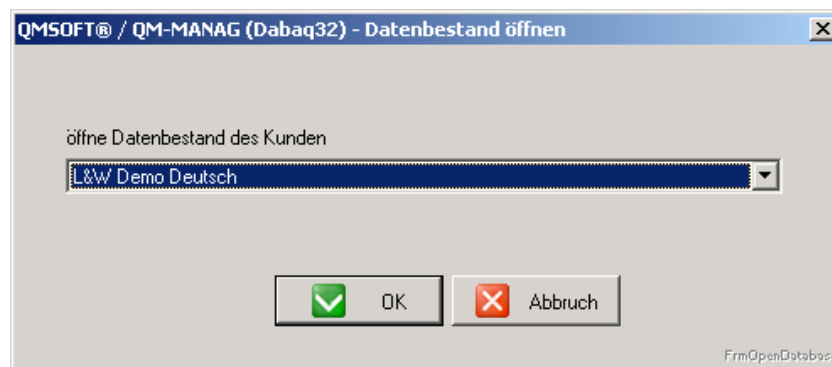 QMSOFT® / QM-MANAG (Dabaq32) - Datenbestand öffnen
öffne Datenbestand des Kunden
L&W Demo Deutsch
OK Abbruch
FrmOpenDatabas